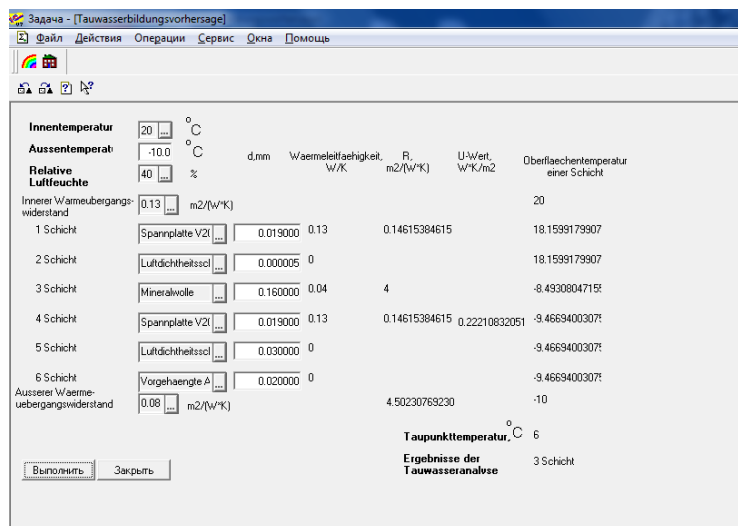 Задача - [Tauwasserbildungsvorhersage]
Файл Действия Операции Сервис Окна Помощь
Innentemperatur 20 ... °C
Aussentemperatu -10.0 °C
d,mm Waermeleitfaehigkeit, W/K R, m2/(W*K) U-Wert, W*K/m2 Oberflaechentemperatur einer Schicht
Relative Luftfeuchte 40 ... %
Innerer Warmeubergangs-widerstand 0.13 ... m2/(W*K) 20
1 Schicht Spannplatte V20 ... 0.019000 0.13 0.14615384615 18.1599179907
2 Schicht Luftdichtheitsscl ... 0.000005 0 18.1599179907
3 Schicht Mineralwolle ... 0.160000 0.04 4 -8.4930804715
4 Schicht Spannplatte V20 ... 0.019000 0.13 0.14615384615 0.22210832051 -9.4669400307
5 Schicht Luftdichtheitsscl ... 0.030000 0 -9.4669400307
6 Schicht Vorgehaengte A ... 0.020000 0 -9.4669400307
Ausserer Waerme-uebergangswiderstand 0.08 ... m2/(W*K) 4.50230769230 -10
Taupunkttemperatur, °C 6
Ergebnisse der Tauwasseranalyse 3 Schicht
Выполнить Закрыть